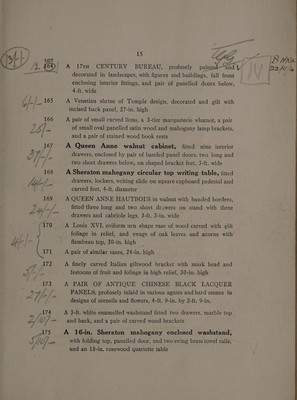 15
A 17TH CENTURY BUREAU, profusely painted and
decorated in landscapes, with figures and buildings, fall front
enclosing interior fittings, and pair of panelled doors below,
4-ft. wide
165 A Venetian shrine of Temple design, decorated and gilt with
incised back panel, 27-in. high
166 A pair of small carved lions, a 3-tier marqueterie whatnot, a pair
of small oval panelled satin wood and mahogany lamp brackets,
and a pair of stained wood book rests
167 A Queen Anne walnut cabinet, fitted nine interior
drawers, enclosed by pair of bearded panel doors, two long and
two short drawers below, on shaped bracket feet, 3-ft. wide
168 A Sheraton mahogany circular top writing table, fitted
drawers, lockers, writing slide on square cupboard pedestal and
carved feet, 4-ft. diameter
169 A QUEEN ANNE HAUTBOIS in walnut with banded borders,
fitted three long and two short drawers on stand with three
drawers and cabriole legs, 3-ft. 3-in. wide
170 A Louis XVI. oviform urn shape vase of wood carved with gilt
foliage in relief, and swags of oak leaves and acorns with
flambeau top, 30-in. high
171 A pair of similar vases, 24-in. high
172 A finely carved Italian giltwood bracket with mask head and
festoons of fruit and foliage in high relief, 30-in. high
173 A PAIR OF ANTIQUE CHINESE BLACK LACQUER
PANELS, profusely inlaid in various agates and hard stones in
designs of utensils and flowers, 4-ft. 9-in. by 2-ft. 9-in.
174 A 3-ft. white enamelled washstand fitted two drawers, marble top
and back, and a pair of carved wood brackets
175 A 16-in. Sheraton mahogany enclosed washstand,
with folding top, panelled door, and two swing brass towel rails,
and an 18-in. rosewood quartette table